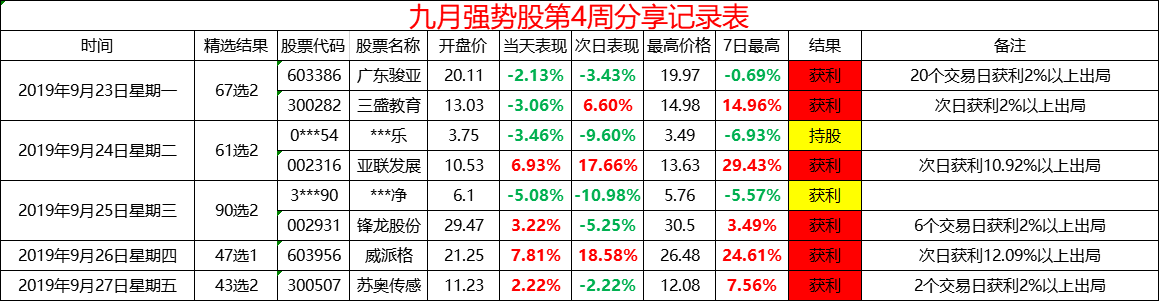 九月强势股第4周分享记录表
时间 精选结果 股票代码 股票名称 开盘价 当天表现 次日表现 最高价格 7日最高 结果 备注
2019年9月23日星期一 67选2 603386 广东骏亚 20.11 -2.13% -3.43% 19.97 -0.69% 获利 20个交易日获利2%以上出局
300282 三盛教育 13.03 -3.06% 6.60% 14.98 14.96% 获利 次日获利2%以上出局
2019年9月24日星期二 61选2 0***54 ***乐 3.75 -3.46% -9.60% 3.49 -6.93% 持股
002316 亚联发展 10.53 6.93% 17.66% 13.63 29.43% 获利 次日获利10.92%以上出局
2019年9月25日星期三 90选2 3***90 ***净 6.1 -5.08% -10.98% 5.76 -5.57% 获利
002931 锋龙股份 29.47 3.22% -5.25% 30.5 3.49% 获利 6个交易日获利2%以上出局
2019年9月26日星期四 47选1 603956 威派格 21.25 7.81% 18.58% 26.48 24.61% 获利 次日获利12.09%以上出局
2019年9月27日星期五 43选2 300507 苏奥传感 11.23 2.22% -2.22% 12.08 7.56% 获利 2个交易日获利2%以上出局